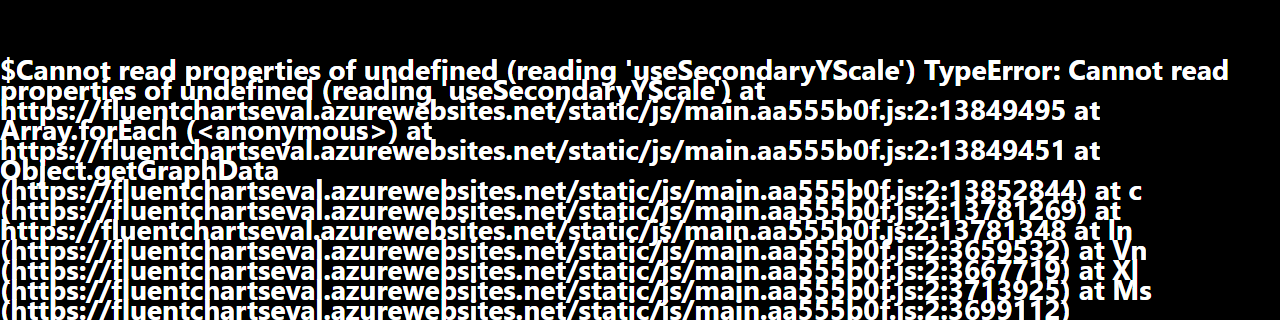 $Cannot read properties of undefined (reading 'useSecondaryYScale') TypeError: Cannot read
properties of undefined (reading 'useSecondaryYScale') at
https://fluentchartseval.azurewebsites.net/static/js/main.aa555b0f.js:2:13849495 at
Array.forEach (<anonymous>) at
https://fluentchartseval.azurewebsites.net/static/js/main.aa555b0f.js:2:13849451 at
Object.getGraphData
(https://fluentchartseval.azurewebsites.net/static/js/main.aa555b0f.js:2:13852844) at c
(https://fluentchartseval.azurewebsites.net/static/js/main.aa555b0f.js:2:13781269) at
https://fluentchartseval.azurewebsites.net/static/js/main.aa555b0f.js:2:13781348 at ln
(https://fluentchartseval.azurewebsites.net/static/js/main.aa555b0f.js:2:3659532) at Vn
(https://fluentchartseval.azurewebsites.net/static/js/main.aa555b0f.js:2:3667719) at Xl
(https://fluentchartseval.azurewebsites.net/static/js/main.aa555b0f.js:2:3713925) at Ms
(https://fluentchartseval.azurewebsites.net/static/js/main.aa555b0f.js:2:3699112)